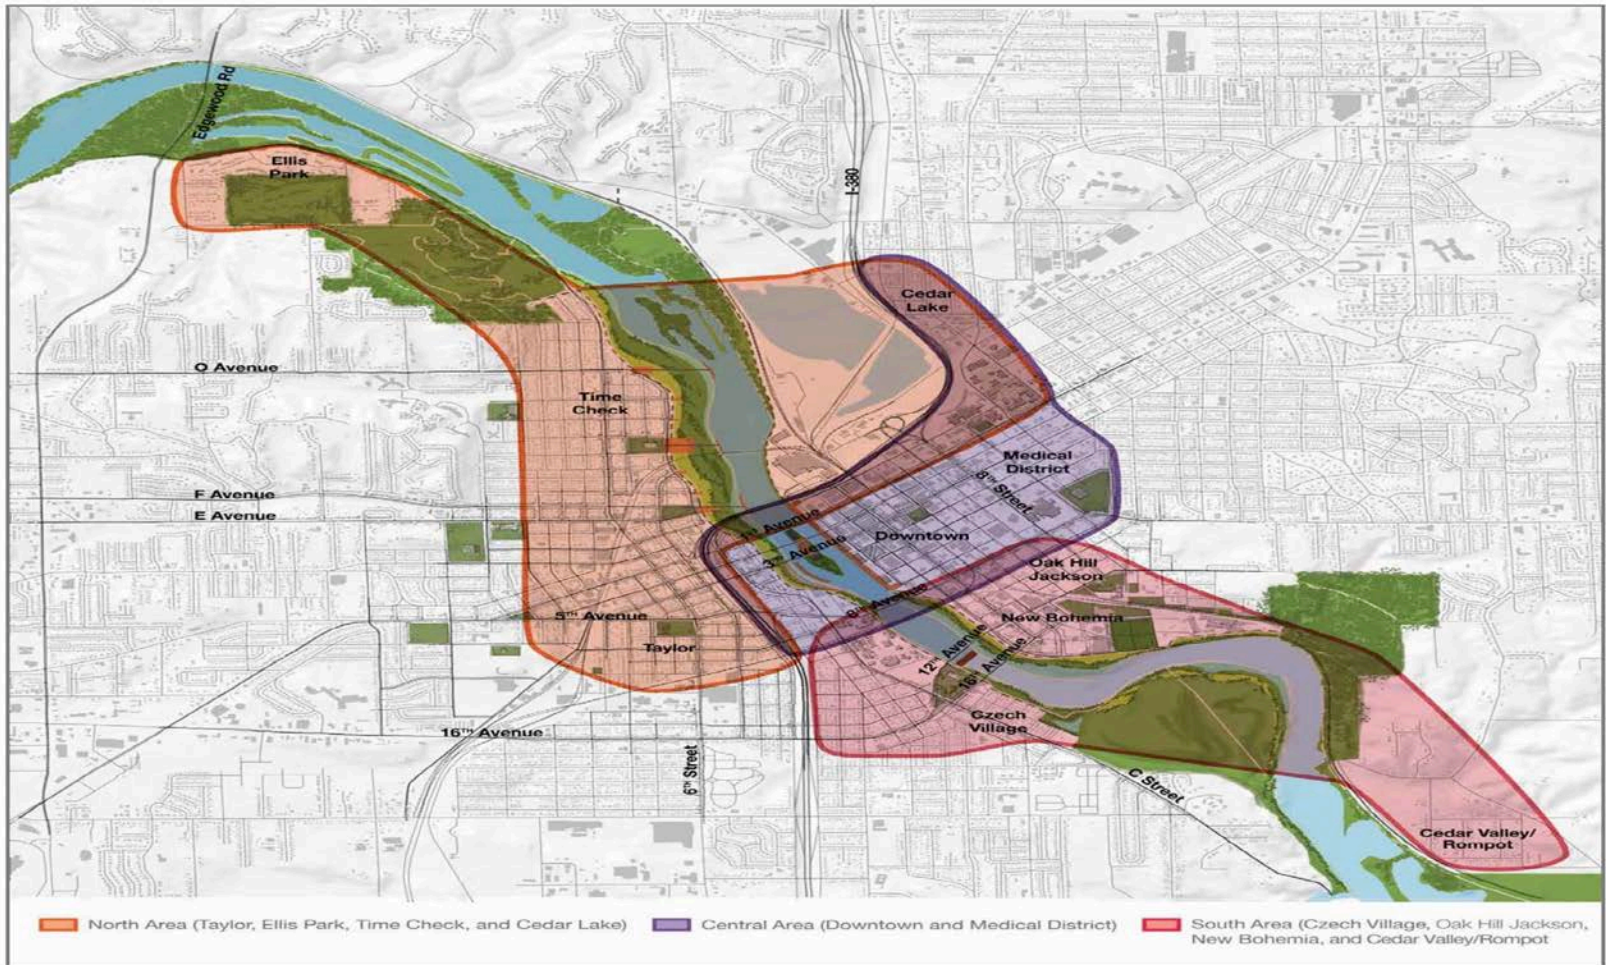 Edgewood Rd
Ellis
Park
I-380
Cedar
Lake
O Avenue
Time
Check
Medical
District
8TH Street
F Avenue
E Avenue
1st Avenue
3rd Avenue
Downtown
Oak Hill
Jackson
8th Avenue
5TH Avenue
New Bohemia
Taylor
12th Avenue
16th Avenue
Czech
Village
16TH Avenue
6TH Street
C Street
Cedar Valley/
Rompot
North Area (Taylor, Ellis Park, Time Check, and Cedar Lake)
Central Area (Downtown and Medical District)
South Area (Czech Village, Oak Hill Jackson,
New Bohemia, and Cedar Valley/Rompot